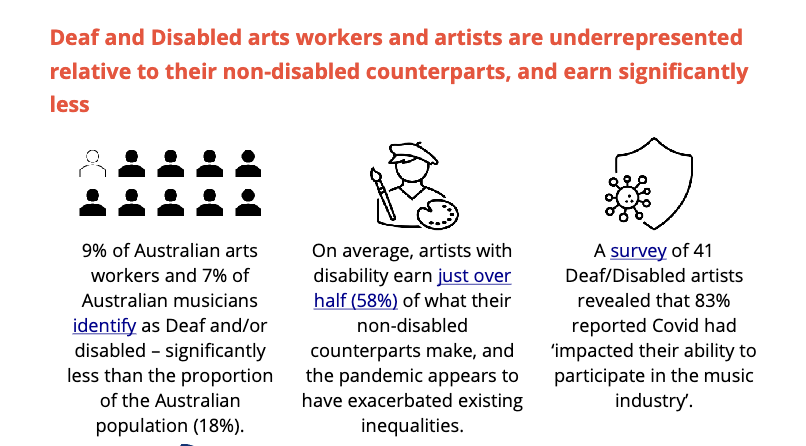 Deaf and Disabled arts workers and artists are underrepresented
relative to their non-disabled counterparts, and earn significantly
less
9% of Australian arts
workers and 7% of
Australian musicians
identify as Deaf and/or
disabled – significantly
less than the proportion
of the Australian
population (18%).
On average, artists with
disability earn just over
half (58%) of what their
non-disabled
counterparts make, and
the pandemic appears to
have exacerbated existing
inequalities.
A survey of 41
Deaf/Disabled artists
revealed that 83%
reported Covid had
‘impacted their ability to
participate in the music
industry’.